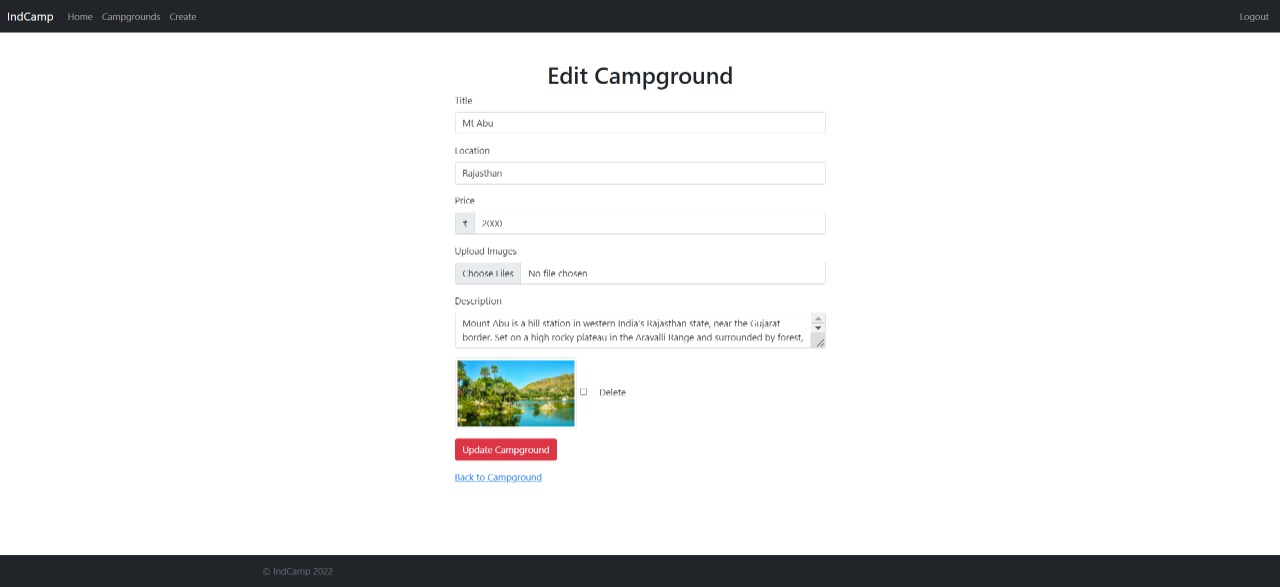 IndCamp Home Campgrounds Create Logout
Edit Campground
Title
Mt Abu
Location
Rajasthan
Price
₹ 2000
Upload Images
Choose Files No file chosen
Description
Mount Abu is a hill station in western India's Rajasthan state, near the Gujarat
border. Set on a high rocky plateau in the Aravalli Range and surrounded by forest,
Delete
Update Campground
Back to Campground
© IndCamp 2022